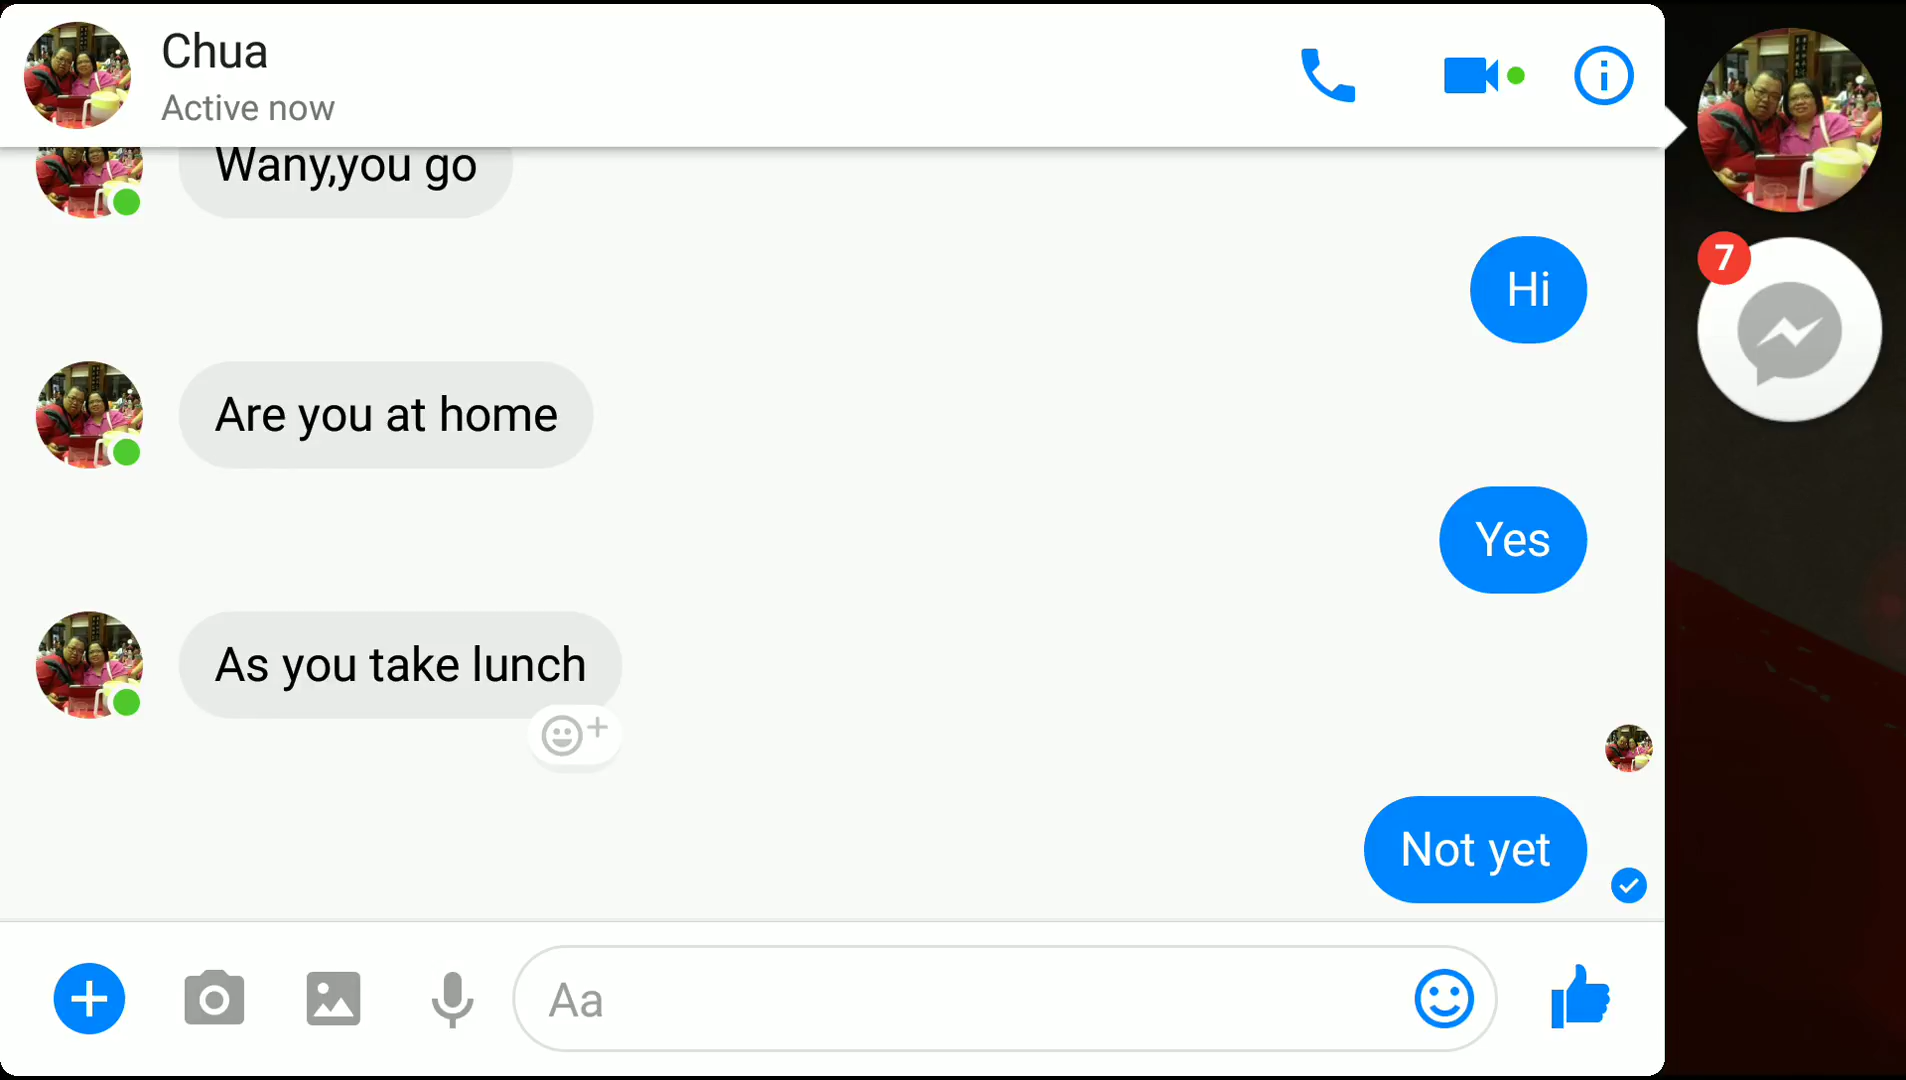 Chua
Active now
Wany,you go
Hi
Are you at home
Yes
As you take lunch
Not yet
Aa
7